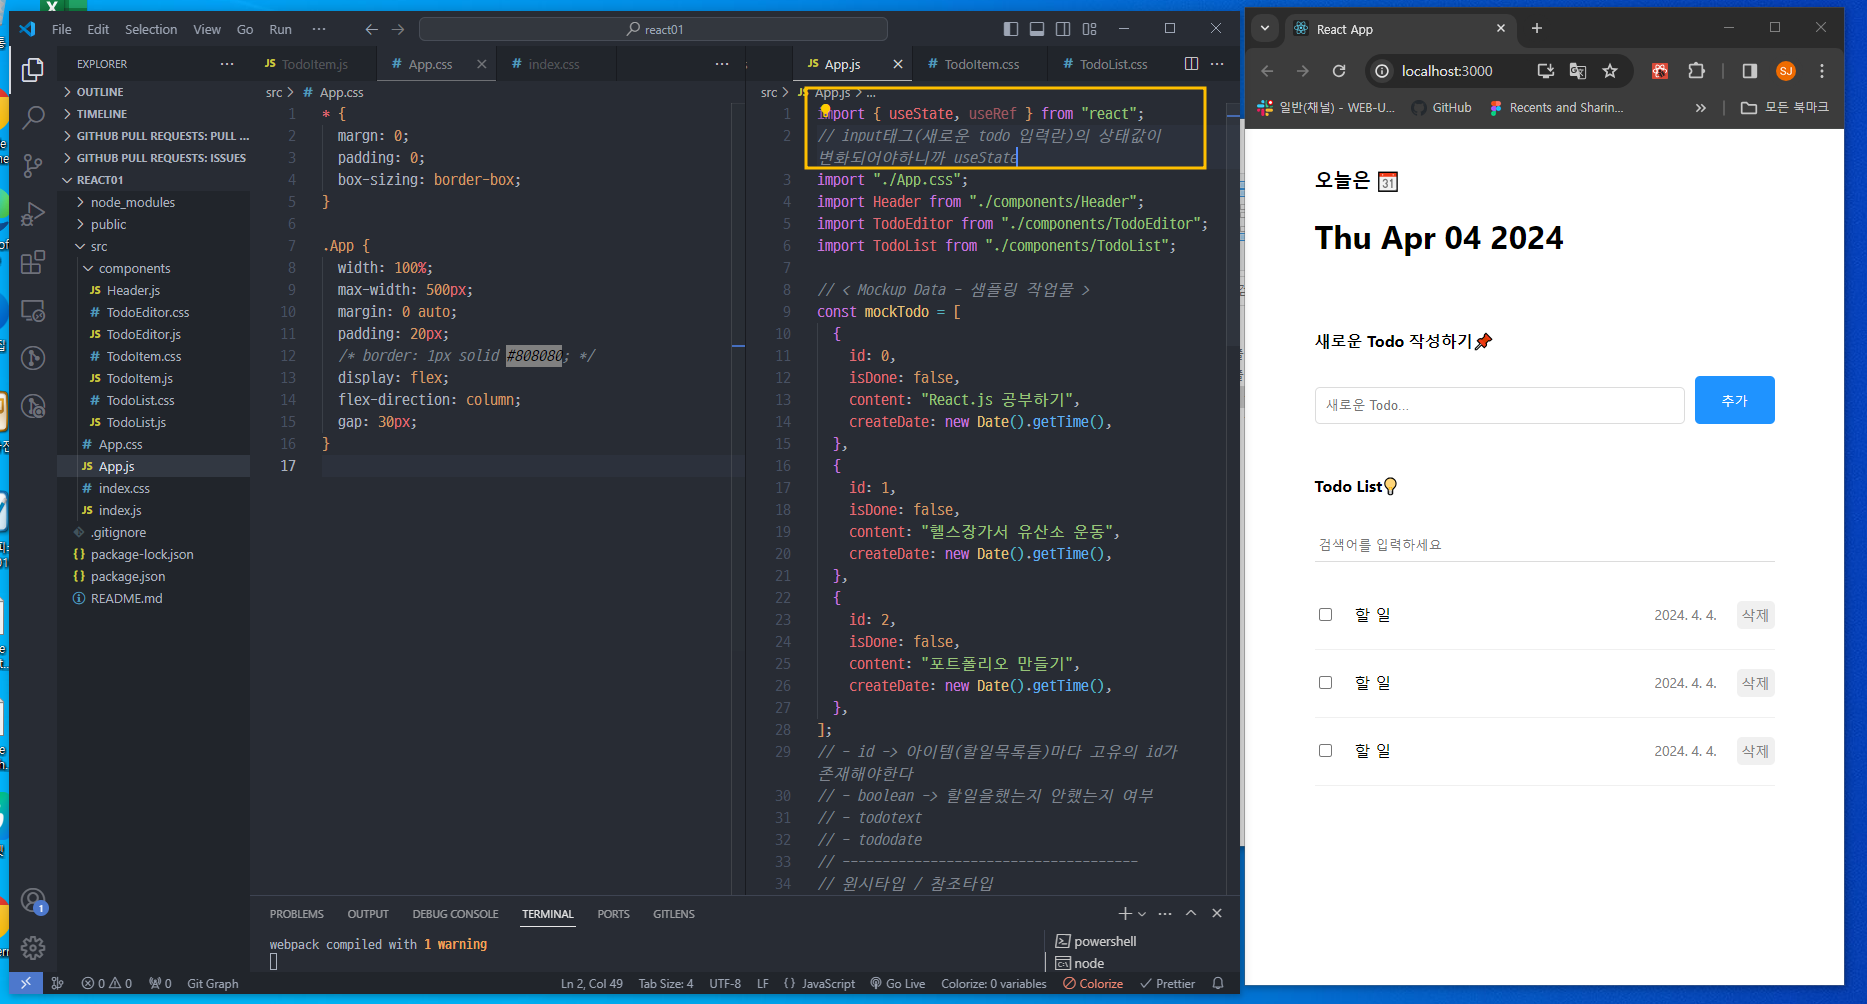 File Edit Selection View Go Run ···
react01
EXPLORER
OUTLINE
TIMELINE
GITHUB PULL REQUESTS: PULL ...
GITHUB PULL REQUESTS: ISSUES
REACT01
node_modules
public
src
components
JS Header.js
# TodoEditor.css
JS TodoEditor.js
# TodoItem.css
JS TodoItem.js
# TodoList.css
JS TodoList.js
# App.css
JS App.js
# index.css
JS index.js
.gitignore
{} package-lock.json
{} package.json
README.md
JS TodoItem.js
# App.css
# index.css
src > # App.css
1 * {
2 margn: 0;
3 padding: 0;
4 box-sizing: border-box;
5 }
6
7 .App {
8 width: 100%;
9 max-width: 500px;
10 margin: 0 auto;
11 padding: 20px;
12 /* border: 1px solid #808080; */
13 display: flex;
14 flex-direction: column;
15 gap: 30px;
16 }
17
JS App.js
# TodoItem.css
# TodoList.css
src > JS App.js > ...
1 import { useState, useRef } from "react";
2 // input태그(새로운 todo 입력란)의 상태값이
변화되어야하니까 useState
3 import "./App.css";
4 import Header from "./components/Header";
5 import TodoEditor from "./components/TodoEditor";
6 import TodoList from "./components/TodoList";
7
8 // < Mockup Data - 샘플링 작업물 >
9 const mockTodo = [
10 {
11 id: 0,
12 isDone: false,
13 content: "React.js 공부하기",
14 createDate: new Date().getTime(),
15 },
16 {
17 id: 1,
18 isDone: false,
19 content: "헬스장가서 유산소 운동",
20 createDate: new Date().getTime(),
21 },
22 {
23 id: 2,
24 isDone: false,
25 content: "포트폴리오 만들기",
26 createDate: new Date().getTime(),
27 },
28 ];
29 // - id -> 아이템(할일목록들)마다 고유의 id가
존재해야한다
30 // - boolean -> 할일을했는지 안했는지 여부
31 // - todotext
32 // - tododate
33 // -------------------------------------
34 // 원시타입 / 참조타입
PROBLEMS OUTPUT DEBUG CONSOLE TERMINAL PORTS GITLENS
webpack compiled with 1 warning
powershell
node
1
0 0 0 Git Graph
Ln 2, Col 49 Tab Size: 4 UTF-8 LF {} JavaScript Go Live Colorize: 0 variables Colorize Prettier
React App
localhost:3000
SJ
일반(채널) - WEB-U... GitHub Recents and Sharin... » 모든 북마크
오늘은 31
Thu Apr 04 2024
새로운 Todo 작성하기
새로운 Todo...
추가
Todo List
검색어를 입력하세요
할 일 2024. 4. 4. 삭제
할 일 2024. 4. 4. 삭제
할 일 2024. 4. 4. 삭제